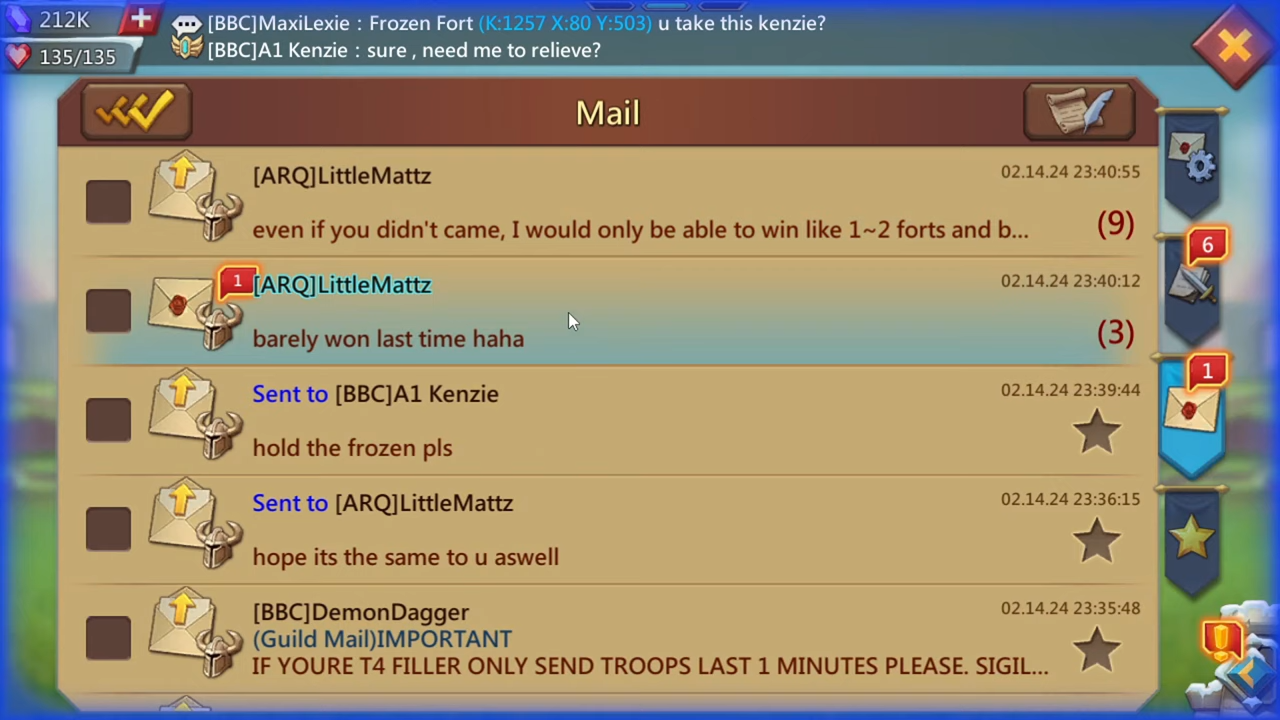 212K
[BBC]MaxiLexie : Frozen Fort (K:1257 X:80 Y:503) u take this kenzie?
135/135
[BBC]A1 Kenzie : sure , need me to relieve?
Mail
[ARQ]LittleMattz
02.14.24 23:40:55
even if you didn't came, I would only be able to win like 1~2 forts and b...
(9)
6
1
[ARQ]LittleMattz
02.14.24 23:40:12
barely won last time haha
(3)
1
Sent to [BBC]A1 Kenzie
02.14.24 23:39:44
hold the frozen pls
Sent to [ARQ]LittleMattz
02.14.24 23:36:15
hope its the same to u aswell
[BBC]DemonDagger
02.14.24 23:35:48
(Guild Mail)IMPORTANT
IF YOURE T4 FILLER ONLY SEND TROOPS LAST 1 MINUTES PLEASE. SIGIL...